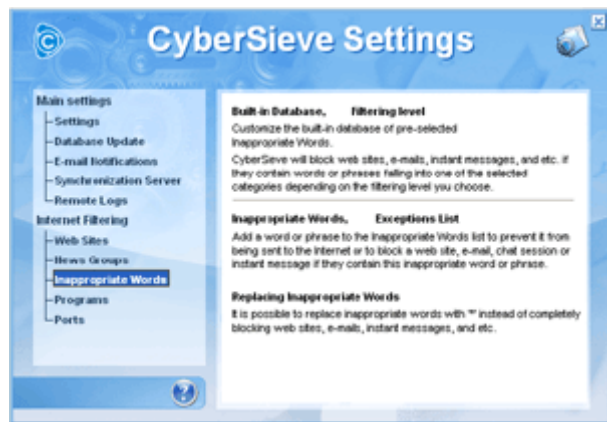 CyberSieve Settings
Main settings
Settings
Database Update
E-mail Notifications
Synchronization Server
Remote Logs
Internet Filtering
Web Sites
News Groups
Inappropriate Words
Programs
Ports
Built-in Database, Filtering level
Customize the built-in database of pre-selected
Inappropriate Words.
CyberSieve will block web sites, e-mails, instant messages, and etc. if
they contain words or phrases falling into one of the selected
categories depending on the filtering level you choose.
Inappropriate Words, Exceptions List
Add a word or phrase to the Inappropriate Words list to prevent it from
being sent to the Internet or to block a web site, e-mail, chat session or
instant message if they contain this inappropriate word or phrase.
Replacing Inappropriate Words
It is possible to replace inappropriate words with '*' instead of completely
blocking web sites, e-mails, instant messages, and etc.